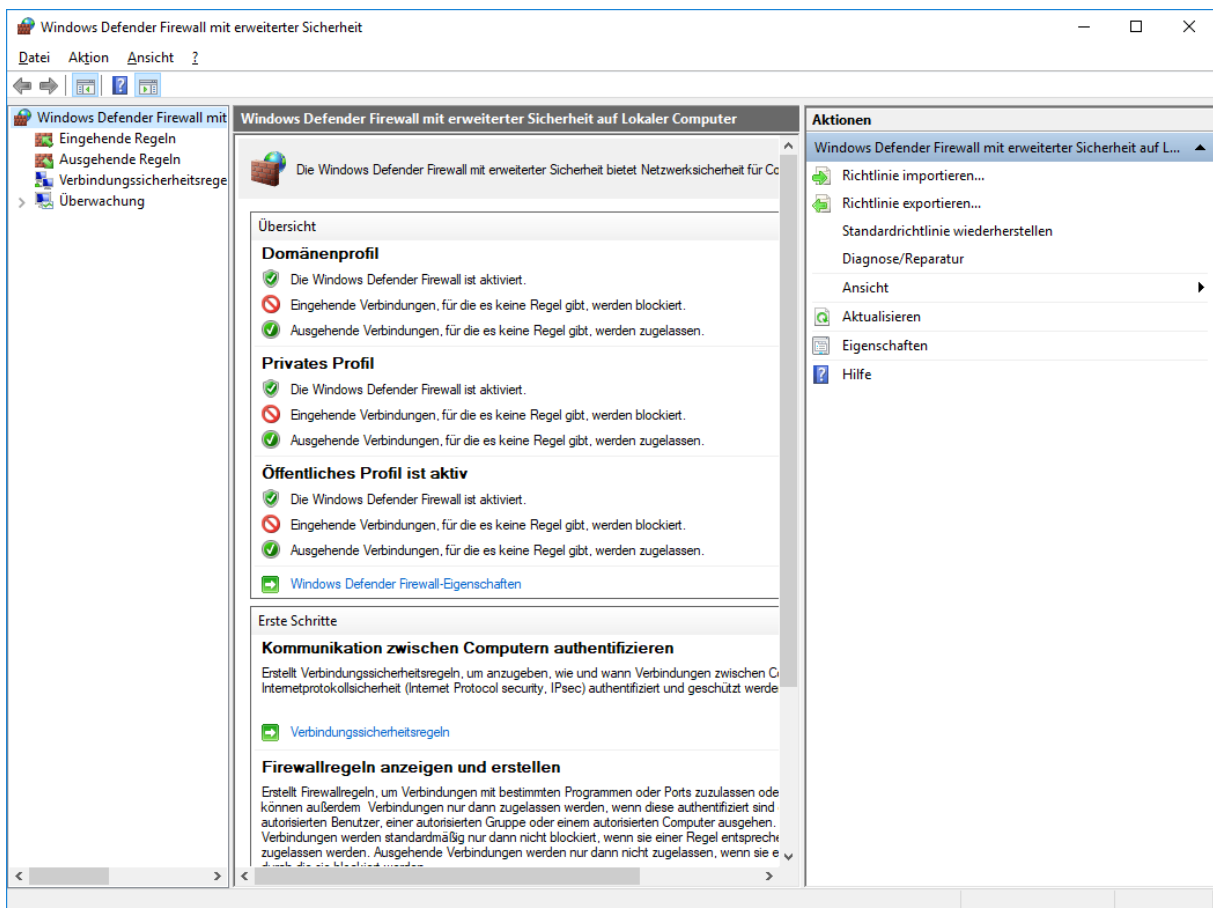 Windows Defender Firewall mit erweiterter Sicherheit
Datei Aktion Ansicht ?
Windows Defender Firewall mit
Eingehende Regeln
Ausgehende Regeln
Verbindungssicherheitsrege
Überwachung
Windows Defender Firewall mit erweiterter Sicherheit auf Lokaler Computer
Die Windows Defender Firewall mit erweiterter Sicherheit bietet Netzwerksicherheit für Cc
Übersicht
Domänenprofil
Die Windows Defender Firewall ist aktiviert.
Eingehende Verbindungen, für die es keine Regel gibt, werden blockiert.
Ausgehende Verbindungen, für die es keine Regel gibt, werden zugelassen.
Privates Profil
Die Windows Defender Firewall ist aktiviert.
Eingehende Verbindungen, für die es keine Regel gibt, werden blockiert.
Ausgehende Verbindungen, für die es keine Regel gibt, werden zugelassen.
Öffentliches Profil ist aktiv
Die Windows Defender Firewall ist aktiviert.
Eingehende Verbindungen, für die es keine Regel gibt, werden blockiert.
Ausgehende Verbindungen, für die es keine Regel gibt, werden zugelassen.
Windows Defender Firewall-Eigenschaften
Erste Schritte
Kommunikation zwischen Computern authentifizieren
Erstellt Verbindungssicherheitsregeln, um anzugeben, wie und wann Verbindungen zwischen C
Internetprotokollsicherheit (Internet Protocol security, IPsec) authentifiziert und geschützt werde
Verbindungssicherheitsregeln
Firewallregeln anzeigen und erstellen
Erstellt Firewallregeln, um Verbindungen mit bestimmten Programmen oder Ports zuzulassen ode
können außerdem Verbindungen nur dann zugelassen werden, wenn diese authentifiziert sind
autorisierten Benutzer, einer autorisierten Gruppe oder einem autorisierten Computer ausgehen.
Verbindungen werden standardmäßig nur dann nicht blockiert, wenn sie einer Regel entspreche
zugelassen werden. Ausgehende Verbindungen werden nur dann nicht zugelassen, wenn sie e
Aktionen
Windows Defender Firewall mit erweiterter Sicherheit auf L...
Richtlinie importieren...
Richtlinie exportieren...
Standardrichtlinie wiederherstellen
Diagnose/Reparatur
Ansicht
Aktualisieren
Eigenschaften
Hilfe